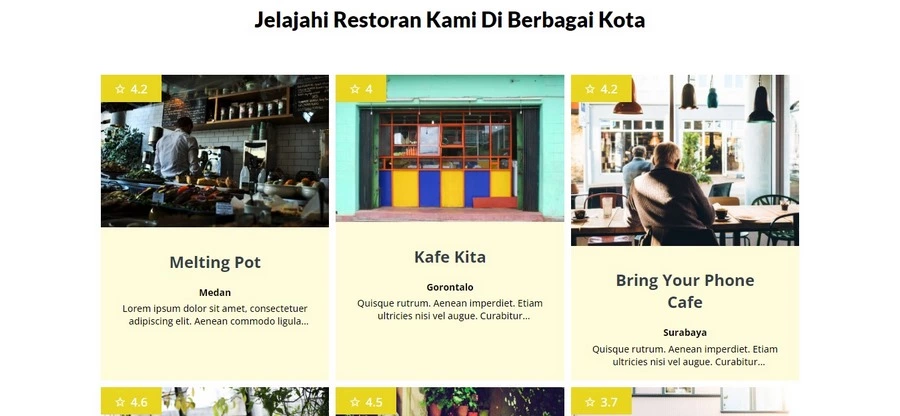 Jelajahi Restoran Kami Di Berbagai Kota
4.2
Melting Pot
Medan
Lorem ipsum dolor sit amet, consectetuer
adipiscing elit. Aenean commodo ligula...
4
Kafe Kita
Gorontalo
Quisque rutrum. Aenean imperdiet. Etiam
ultricies nisi vel augue. Curabitur...
4.2
Bring Your Phone
Cafe
Surabaya
Quisque rutrum. Aenean imperdiet. Etiam
ultricies nisi vel augue. Curabitur...
4.6
4.5
3.7